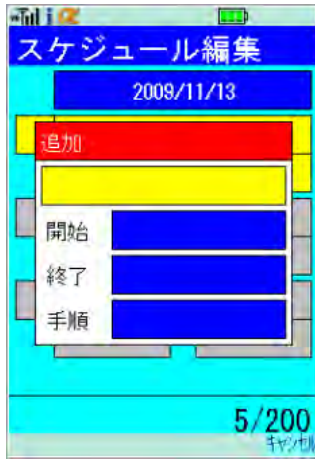 スケジュール編集
2009/11/13
追加
開始
終了
手順
5/200
キャンセル